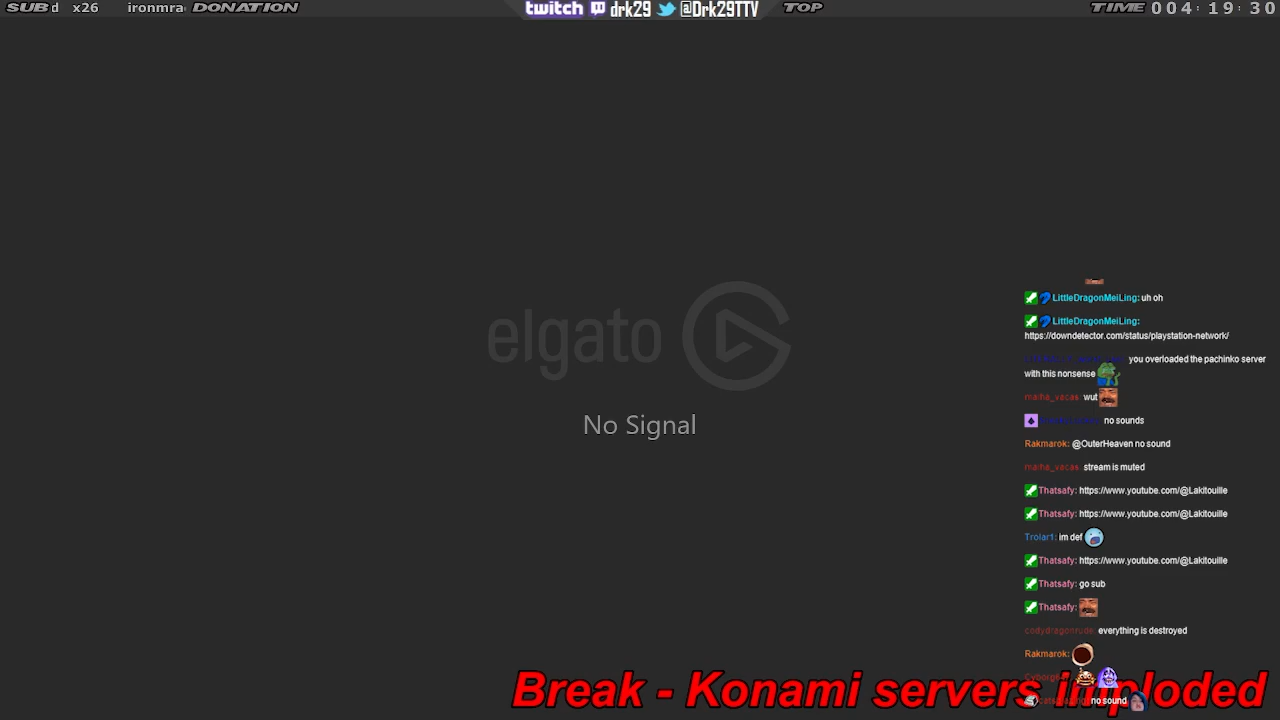 SUB d x26 ironmra DONATION twitch drk29 @Drk29TTV TOP TIME 004:19:30
LittleDragonMeiLing: uh oh
LittleDragonMeiLing:
https://downdetector.com/status/playstation-network/
you overloaded the pachinko server
with this nonsense
malha_vacas: wut
no sounds
Rakmarok: @OuterHeaven no sound
malha_vacas: stream is muted
Thatsafy: https://www.youtube.com/@Lakitouille
Thatsafy: https://www.youtube.com/@Lakitouille
Trolar1: im def
Thatsafy: https://www.youtube.com/@Lakitouille
Thatsafy: go sub
Thatsafy:
codydragonrude: everything is destroyed
Rakmarok:
no sound
elgato
No Signal
Break - Konami servers imploded